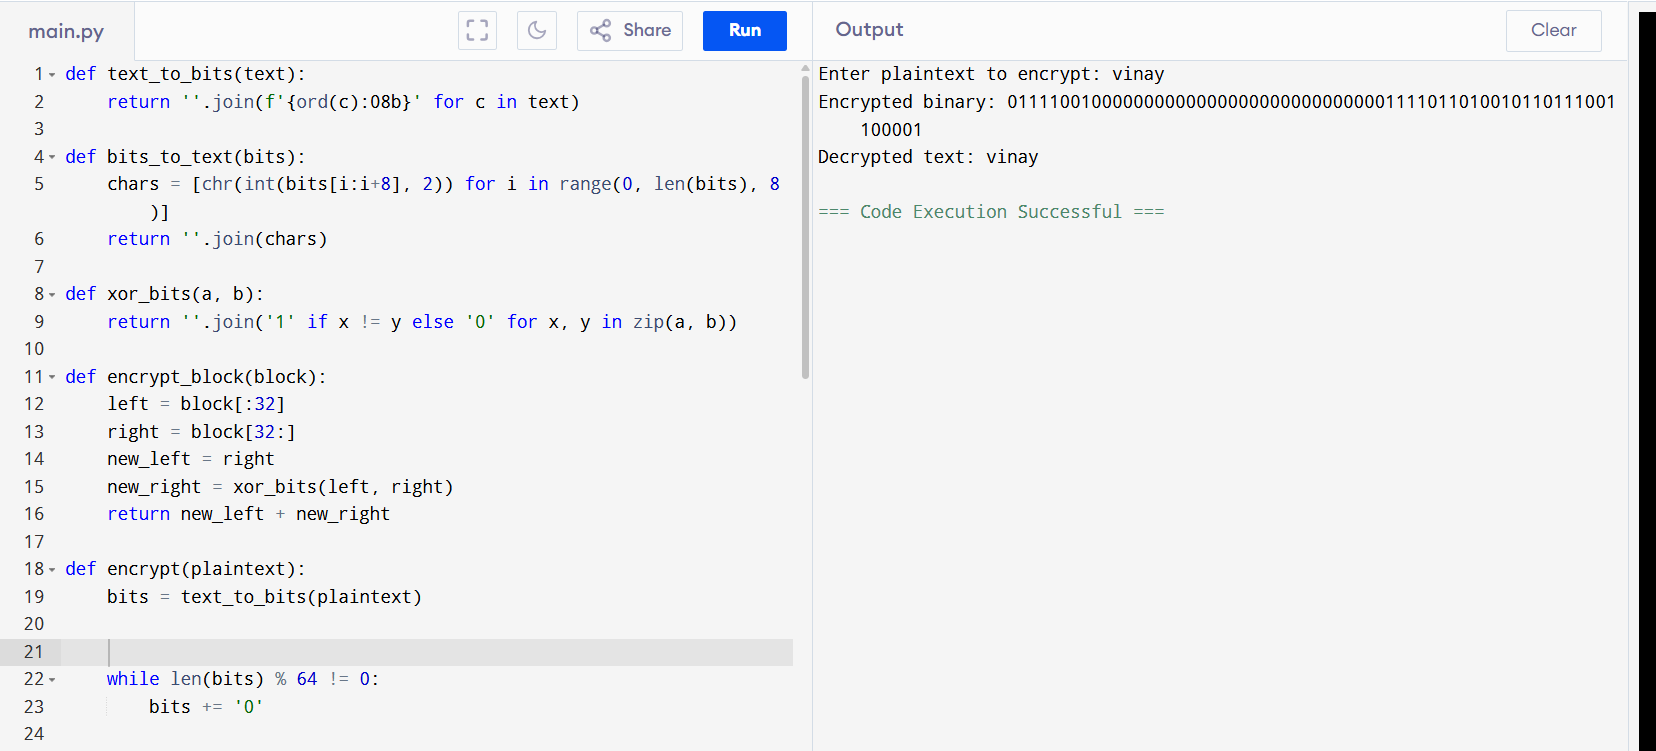 main.py
Share
Run
Output
Clear
1 def text_to_bits(text):
2     return ''.join(f'{ord(c):08b}' for c in text)
3
4 def bits_to_text(bits):
5     chars = [chr(int(bits[i:i+8], 2)) for i in range(0, len(bits), 8
)]
6     return ''.join(chars)
7
8 def xor_bits(a, b):
9     return ''.join('1' if x != y else '0' for x, y in zip(a, b))
10
11 def encrypt_block(block):
12     left = block[:32]
13     right = block[32:]
14     new_left = right
15     new_right = xor_bits(left, right)
16     return new_left + new_right
17
18 def encrypt(plaintext):
19     bits = text_to_bits(plaintext)
20
21
22     while len(bits) % 64 != 0:
23         bits += '0'
24
Enter plaintext to encrypt: vinay
Encrypted binary: 0111100100000000000000000000000000001111011010010110111001
100001
Decrypted text: vinay
=== Code Execution Successful ===